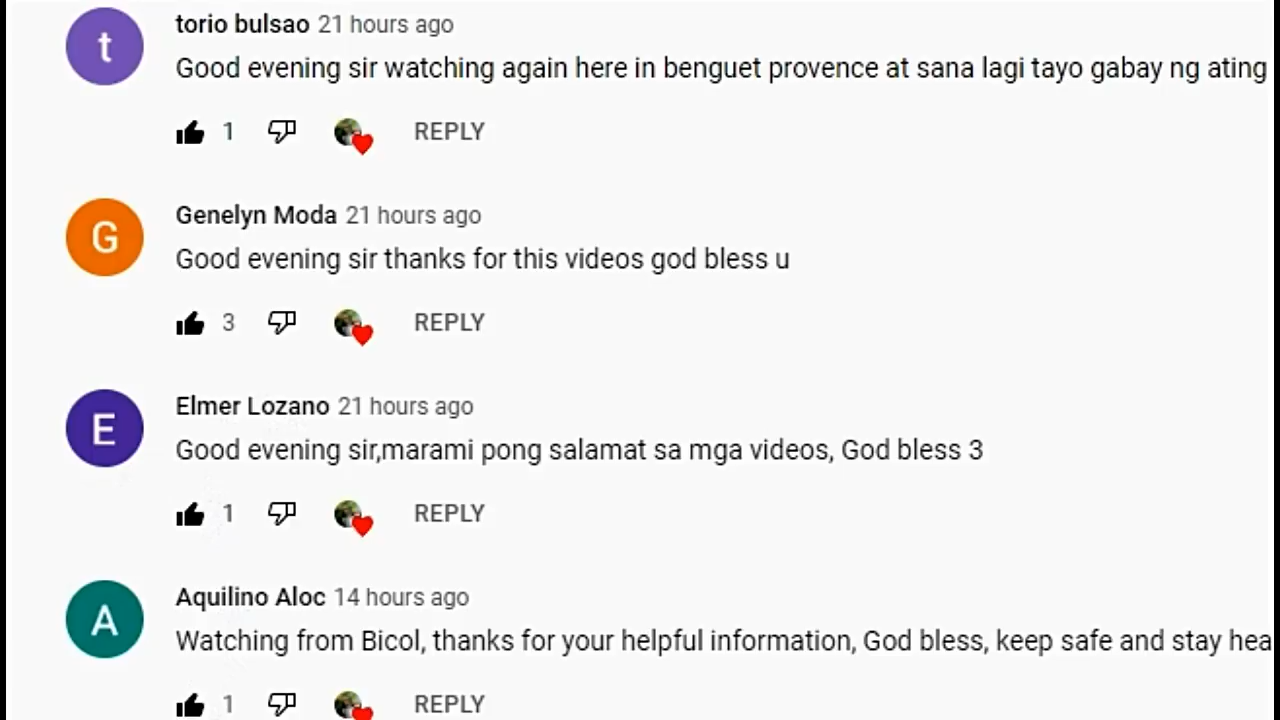 t
torio bulsao 21 hours ago
Good evening sir watching again here in benguet provence at sana lagi tayo gabay ng ating
1 REPLY
G
Genelyn Moda 21 hours ago
Good evening sir thanks for this videos god bless u
3 REPLY
E
Elmer Lozano 21 hours ago
Good evening sir,marami pong salamat sa mga videos, God bless 3
1 REPLY
A
Aquilino Aloc 14 hours ago
Watching from Bicol, thanks for your helpful information, God bless, keep safe and stay hea
1 REPLY